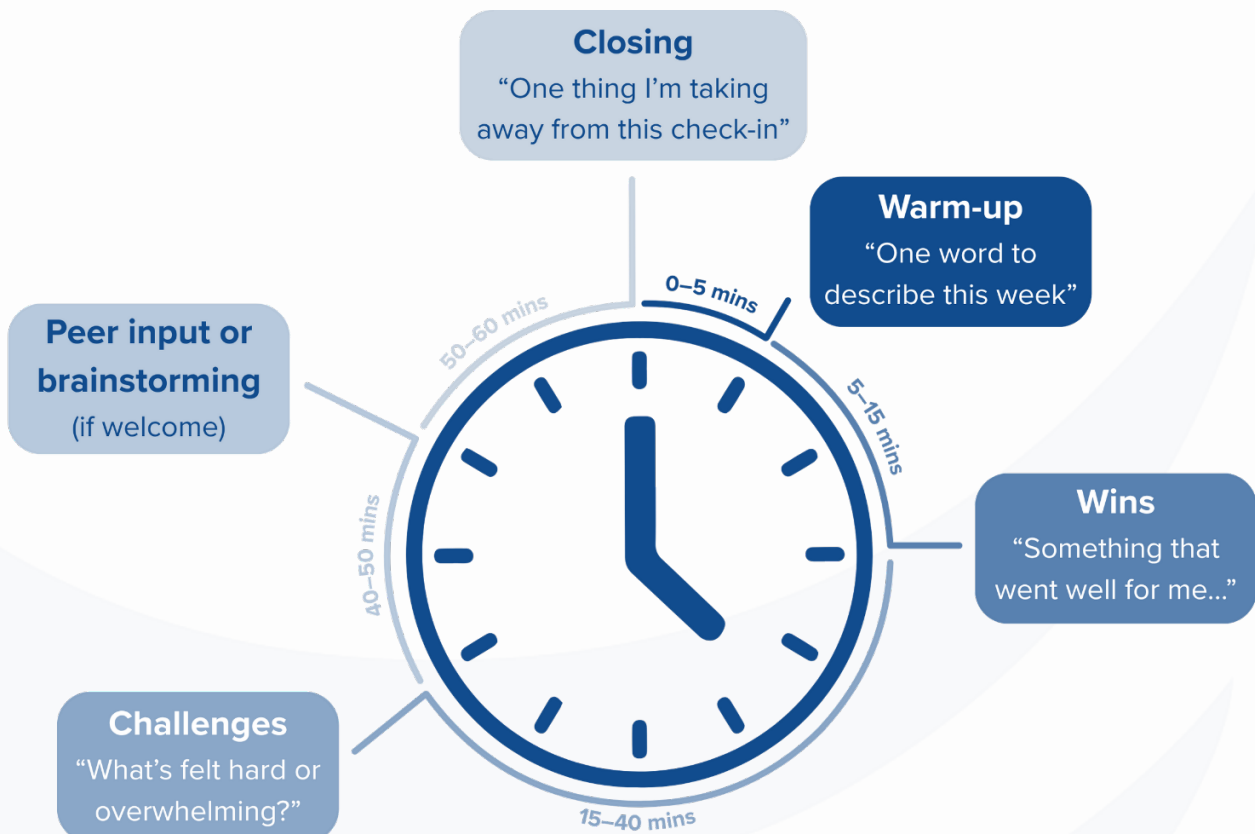 Closing
“One thing I’m taking
away from this check-in”
Warm-up
“One word to
describe this week”
0–5 mins
5–15 mins
Wins
“Something that
went well for me...”
15–40 mins
Challenges
“What’s felt hard or
overwhelming?”
40–50 mins
Peer input or
brainstorming
(if welcome)
50–60 mins